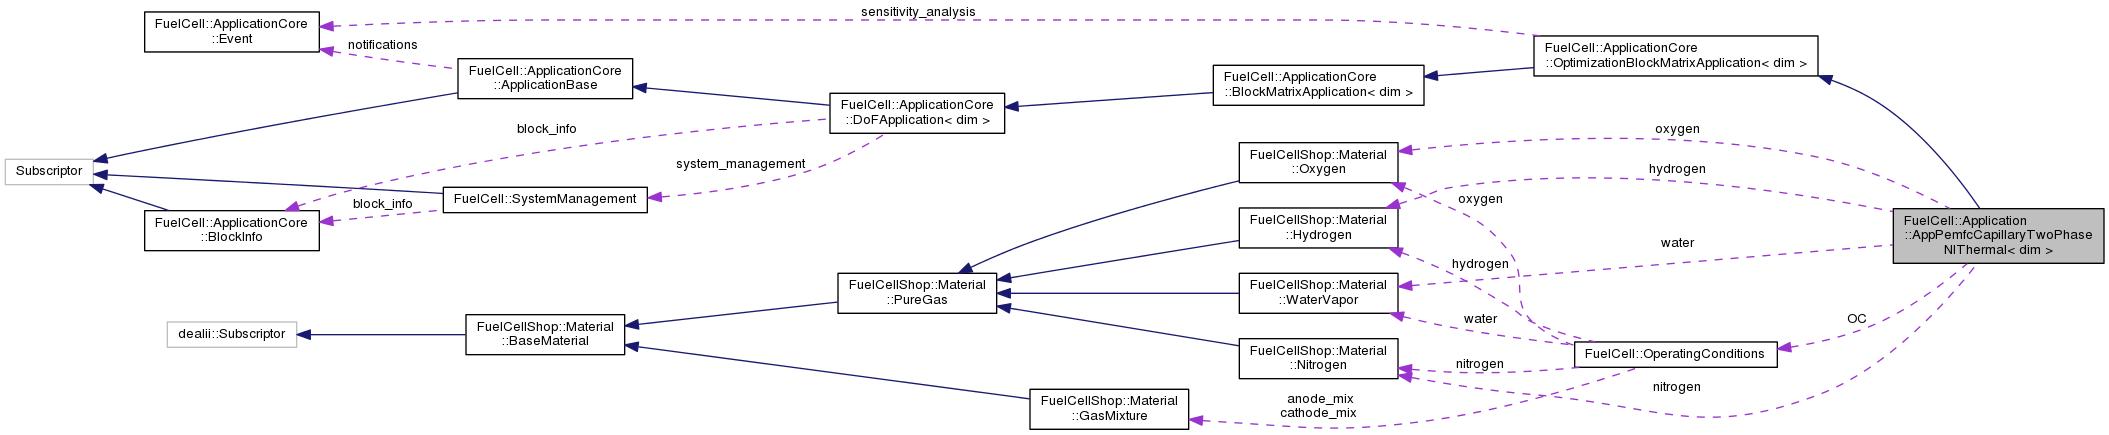 sensitivity_analysis
FuelCell::ApplicationCore
::Event
notifications
FuelCell::ApplicationCore
::ApplicationBase
FuelCell::ApplicationCore
::OptimizationBlockMatrixApplication< dim >
FuelCell::ApplicationCore
::BlockMatrixApplication< dim >
FuelCell::ApplicationCore
::DoFApplication< dim >
block_info
oxygen
system_management
FuelCellShop::Material
::Oxygen
Subscriptor
hydrogen
FuelCell::SystemManagement
block_info
oxygen
FuelCell::ApplicationCore
::BlockInfo
FuelCellShop::Material
::Hydrogen
FuelCell::Application
::AppPemfcCapillaryTwoPhase
NIThermal< dim >
water
hydrogen
FuelCellShop::Material
::PureGas
FuelCellShop::Material
::WaterVapor
water
OC
dealii::Subscriptor
FuelCellShop::Material
::BaseMaterial
FuelCellShop::Material
::Nitrogen
FuelCell::OperatingConditions
nitrogen
nitrogen
FuelCellShop::Material
::GasMixture
anode_mix
cathode_mix